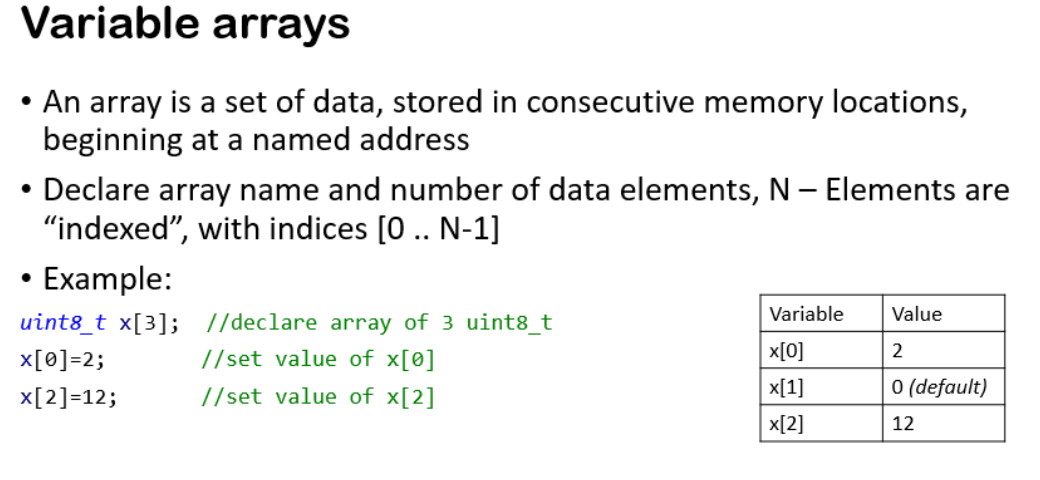 Variable arrays
• An array is a set of data, stored in consecutive memory locations,
beginning at a named address
• Declare array name and number of data elements, N – Elements are
“indexed”, with indices [0 .. N-1]
• Example:
uint8_t x[3]; //declare array of 3 uint8_t
x[0]=2; //set value of x[0]
x[2]=12; //set value of x[2]
Variable Value
x[0] 2
x[1] 0 (default)
x[2] 12